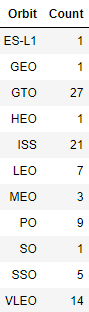 Orbit Count
ES-L1 1
GEO 1
GTO 27
HEO 1
ISS 21
LEO 7
MEO 3
PO 9
SO 1
SSO 5
VLEO 14